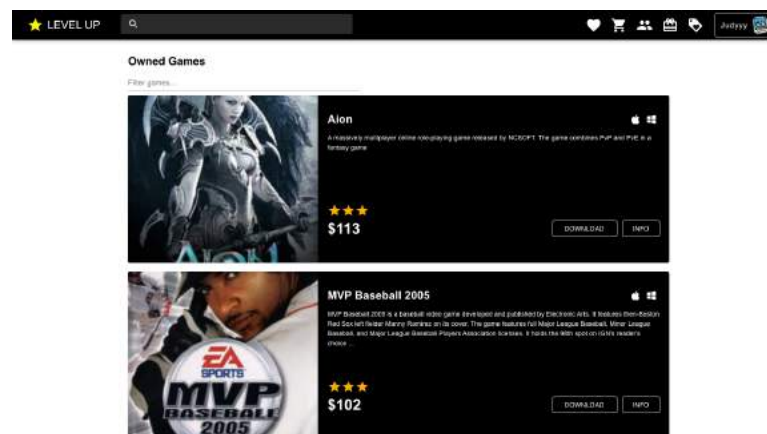 LEVEL UP
Judyyy
Owned Games
Filter games...
Aion
A massively multiplayer online role-playing game released by NCSOFT. The game combines PvP and PvE in a
fantasy game
$113
DOWNLOAD
INFO
AION
MVP Baseball 2005
MVP Baseball 2005 is a baseball video game developed and published by Electronic Arts. It features then-Boston
Red Sox left fielder Manny Ramirez on its cover. The game features full Major League Baseball, Minor League
Baseball, and Major League Baseball Players Association licenses. It holds the 98th spot on IGN's reader's
choice ...
EA
SPORTS
MVP
BASEBALL
2005
$102
DOWNLOAD
INFO